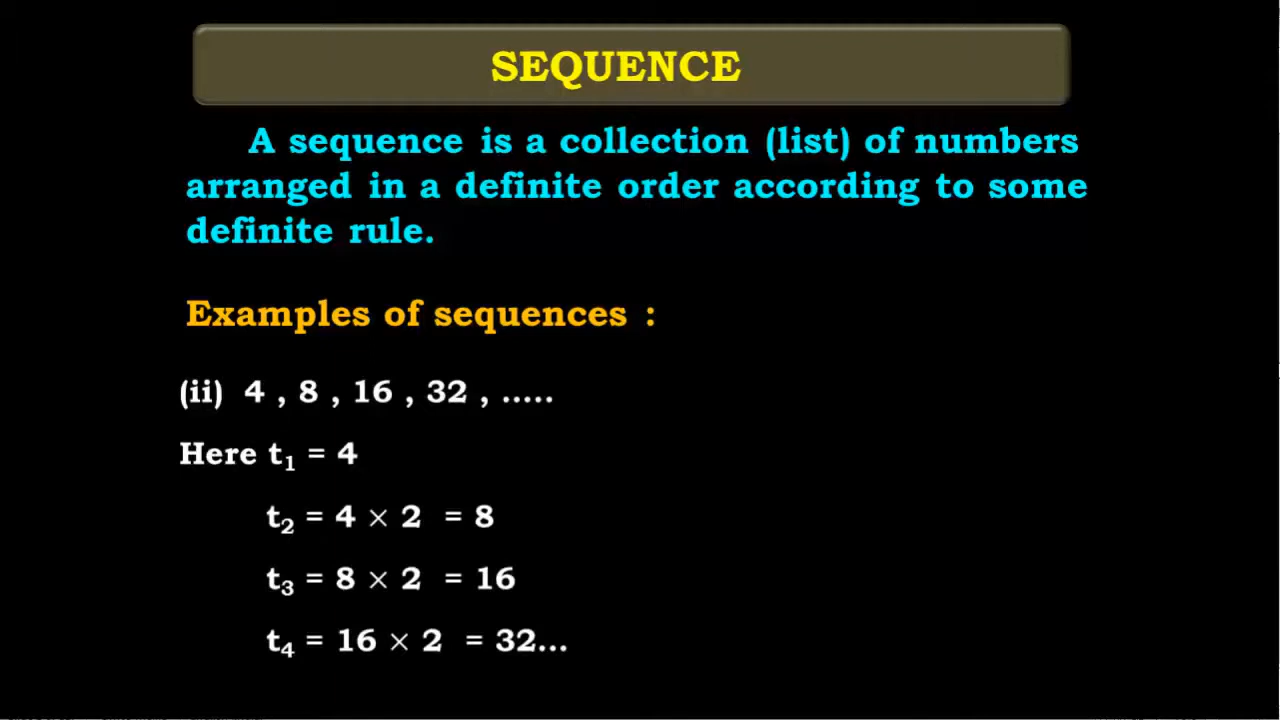 SEQUENCE
A sequence is a collection (list) of numbers
arranged in a definite order according to some
definite rule.
Examples of sequences :
(ii) 4 , 8 , 16 , 32 , .....
Here t₁ = 4
t₂ = 4 × 2 = 8
t₃ = 8 × 2 = 16
t₄ = 16 × 2 = 32...